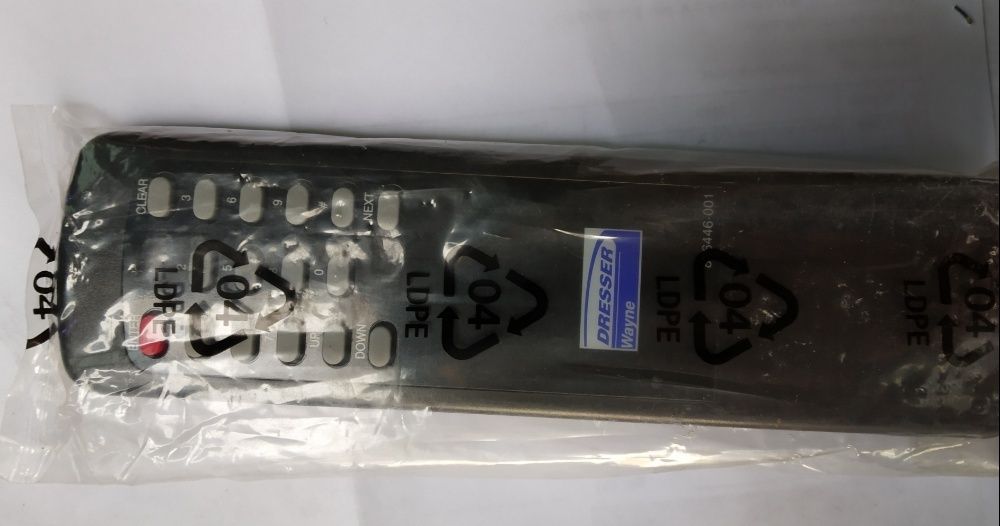 CLEAR
3
6
9
#
NEXT
0
UP
DOWN
ENTER
DRESSER
Wayne
04
LDPE
04
LDPE
04
LDPE
04
LDPE
04